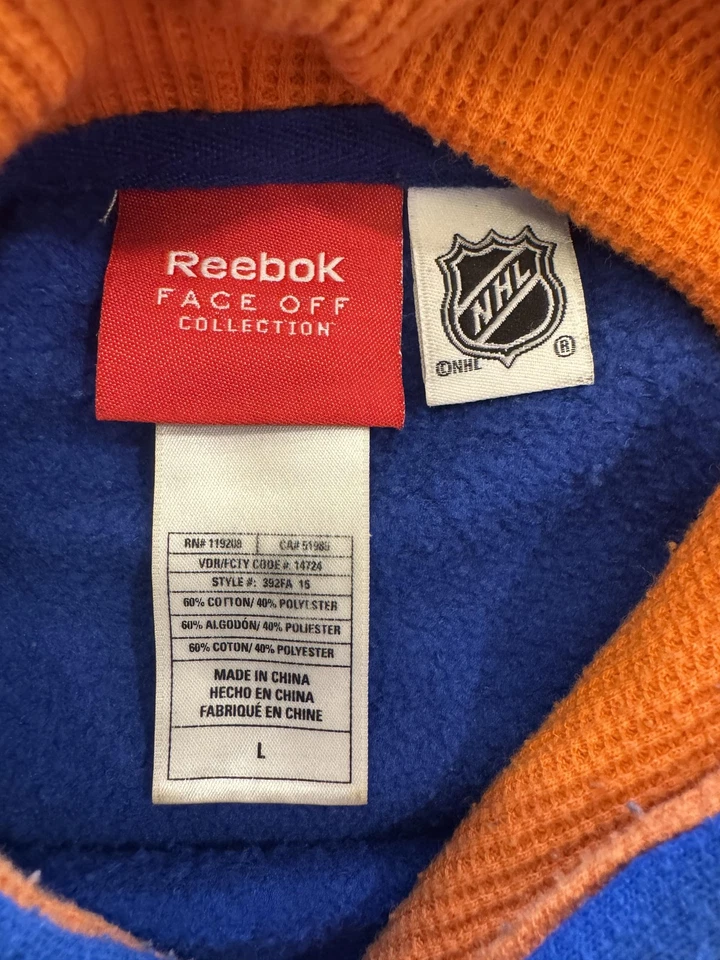 Reebok
FACE OFF
COLLECTION
NHL
©NHL ®
RN# 119208 CA# 51985
VDR/FCTY CODE #: 14724
STYLE #: 392FA 15
60% COTTON/ 40% POLYESTER
60% ALGODÓN/ 40% POLIESTER
60% COTON/ 40% POLYESTER
MADE IN CHINA
HECHO EN CHINA
FABRIQUÉ EN CHINE
L